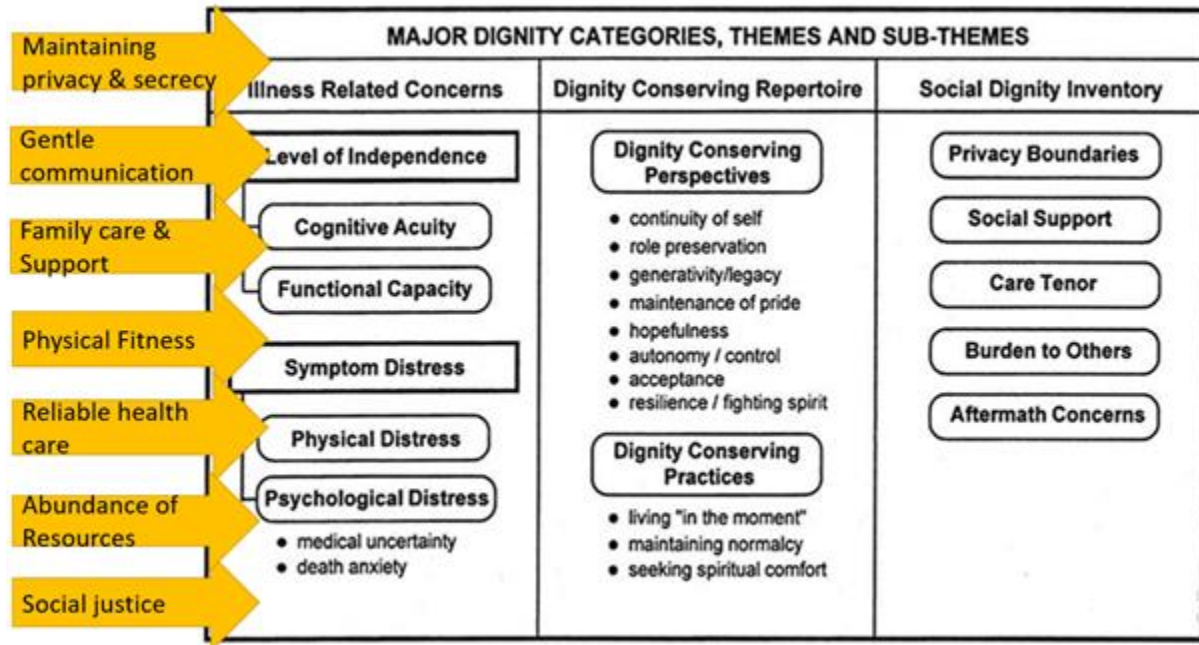 Maintaining
privacy & secrecy
Gentle
communication
Family care &
Support
Physical Fitness
Reliable health
care
Abundance of
Resources
Social justice
MAJOR DIGNITY CATEGORIES, THEMES AND SUB-THEMES
Illness Related Concerns
Level of Independence
Cognitive Acuity
Functional Capacity
Symptom Distress
Physical Distress
Psychological Distress
● medical uncertainty
● death anxiety
Dignity Conserving Repertoire
Dignity Conserving
Perspectives
● continuity of self
● role preservation
● generativity/legacy
● maintenance of pride
● hopefulness
● autonomy / control
● acceptance
● resilience / fighting spirit
Dignity Conserving
Practices
● living "in the moment"
● maintaining normalcy
● seeking spiritual comfort
Social Dignity Inventory
Privacy Boundaries
Social Support
Care Tenor
Burden to Others
Aftermath Concerns